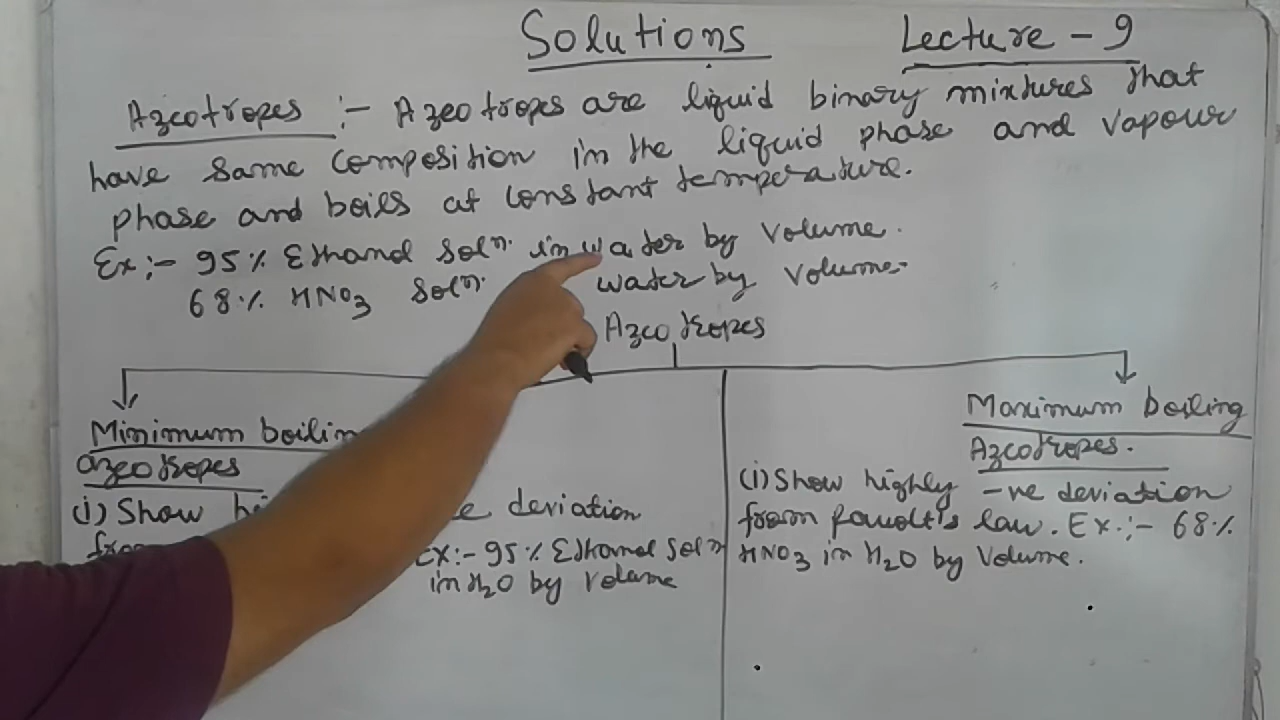 Solutions Lecture - 9
Azeotropes :- Azeotropes are liquid binary mixtures that
have same composition in the liquid phase and vapour
phase and boils at constant temperature.
Ex:- 95% Ethanol soln. in water by volume.
68% HNO3 soln. water by volume.
Azeotropes
Minimum boilin
azeotropes
(i) Show hi e deviation
Ex:- 95% Ethanol soln
in H2O by volume
Maximum boiling
Azeotropes.
(i) Show highly -ve deviation
from Raoult's law. Ex.:- 68%
HNO3 in H2O by Volume.